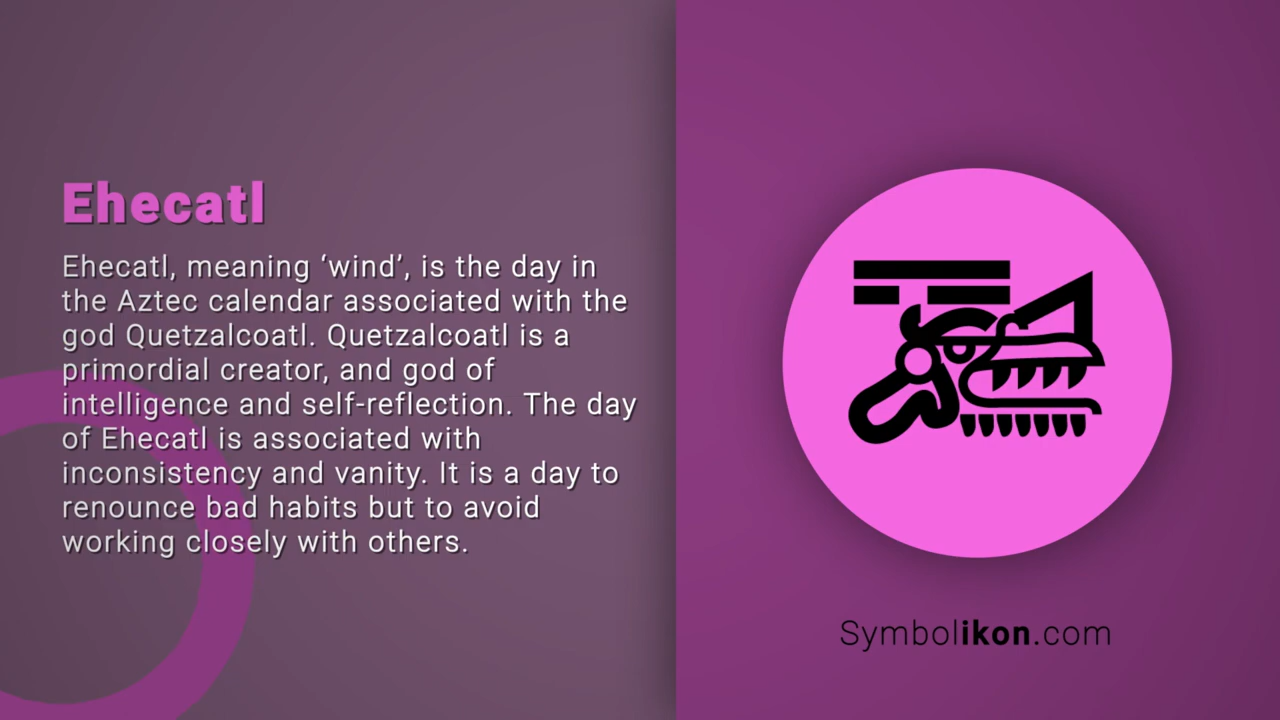 Ehecatl
Ehecatl, meaning ‘wind’, is the day in
the Aztec calendar associated with the
god Quetzalcoatl. Quetzalcoatl is a
primordial creator, and god of
intelligence and self-reflection. The day
of Ehecatl is associated with
inconsistency and vanity. It is a day to
renounce bad habits but to avoid
working closely with others.
Symbolikon.com